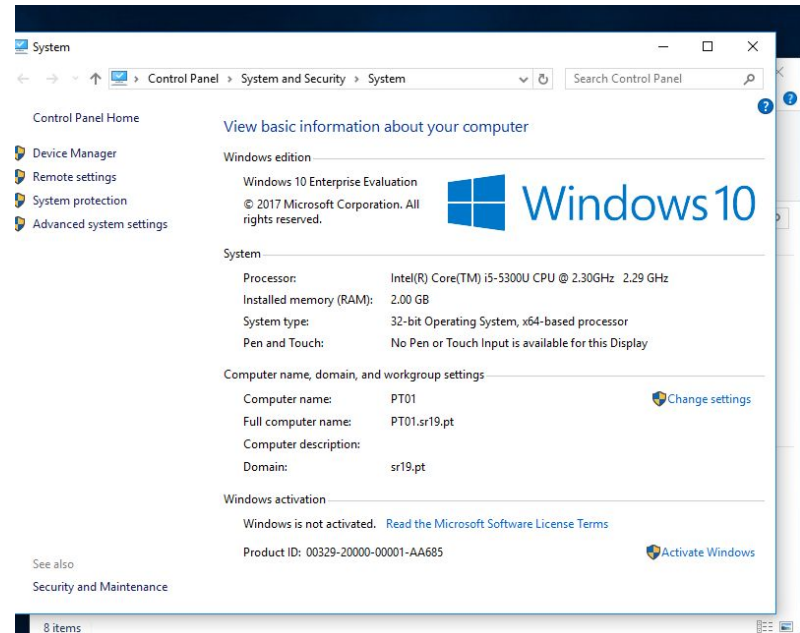 System
Control Panel > System and Security > System
Search Control Panel
Control Panel Home
Device Manager
Remote settings
System protection
Advanced system settings
View basic information about your computer
Windows edition
Windows 10 Enterprise Evaluation
© 2017 Microsoft Corporation. All
rights reserved.
Windows 10
System
Processor: Intel(R) Core(TM) i5-5300U CPU @ 2.30GHz 2.29 GHz
Installed memory (RAM): 2.00 GB
System type: 32-bit Operating System, x64-based processor
Pen and Touch: No Pen or Touch Input is available for this Display
Computer name, domain, and workgroup settings
Computer name: PT01
Change settings
Full computer name: PT01.sr19.pt
Computer description:
Domain: sr19.pt
Windows activation
Windows is not activated. Read the Microsoft Software License Terms
Product ID: 00329-20000-00001-AA685
Activate Windows
See also
Security and Maintenance
8 items